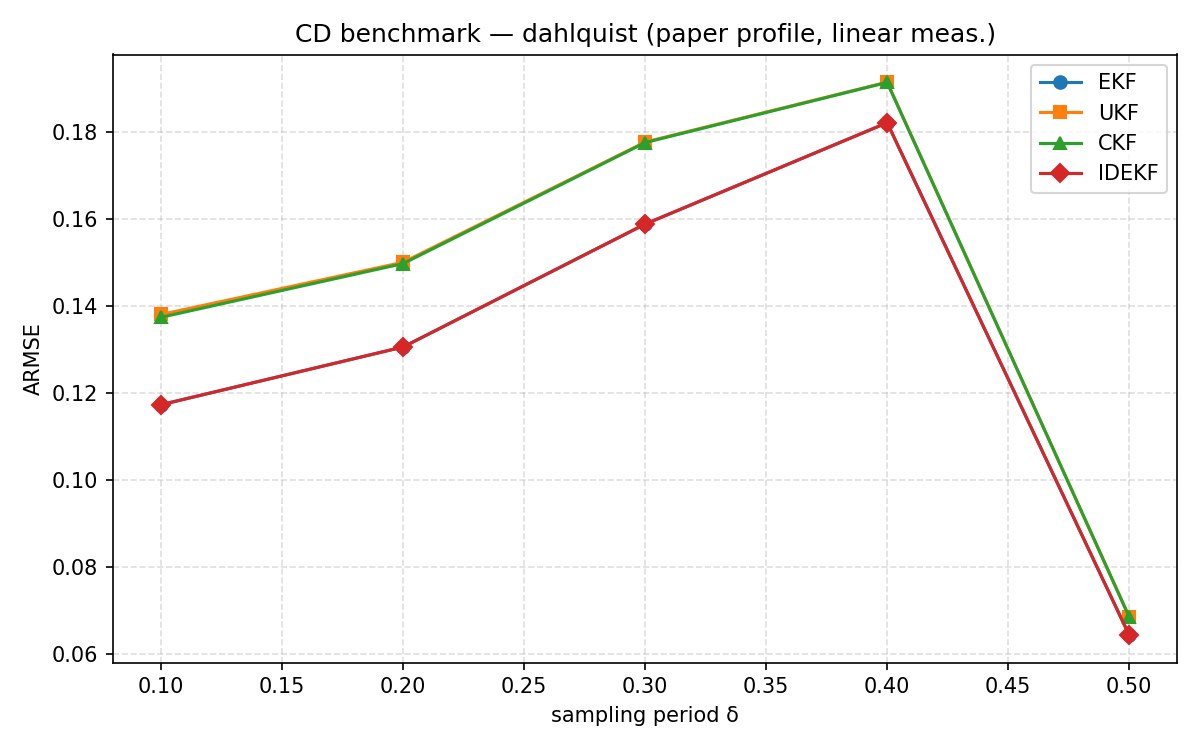 CD benchmark — dahlquist (paper profile, linear meas.)
EKF
UKF
CKF
IDEKF
ARMSE
0.18
0.16
0.14
0.12
0.10
0.08
0.06
0.10 0.15 0.20 0.25 0.30 0.35 0.40 0.45 0.50
sampling period δ